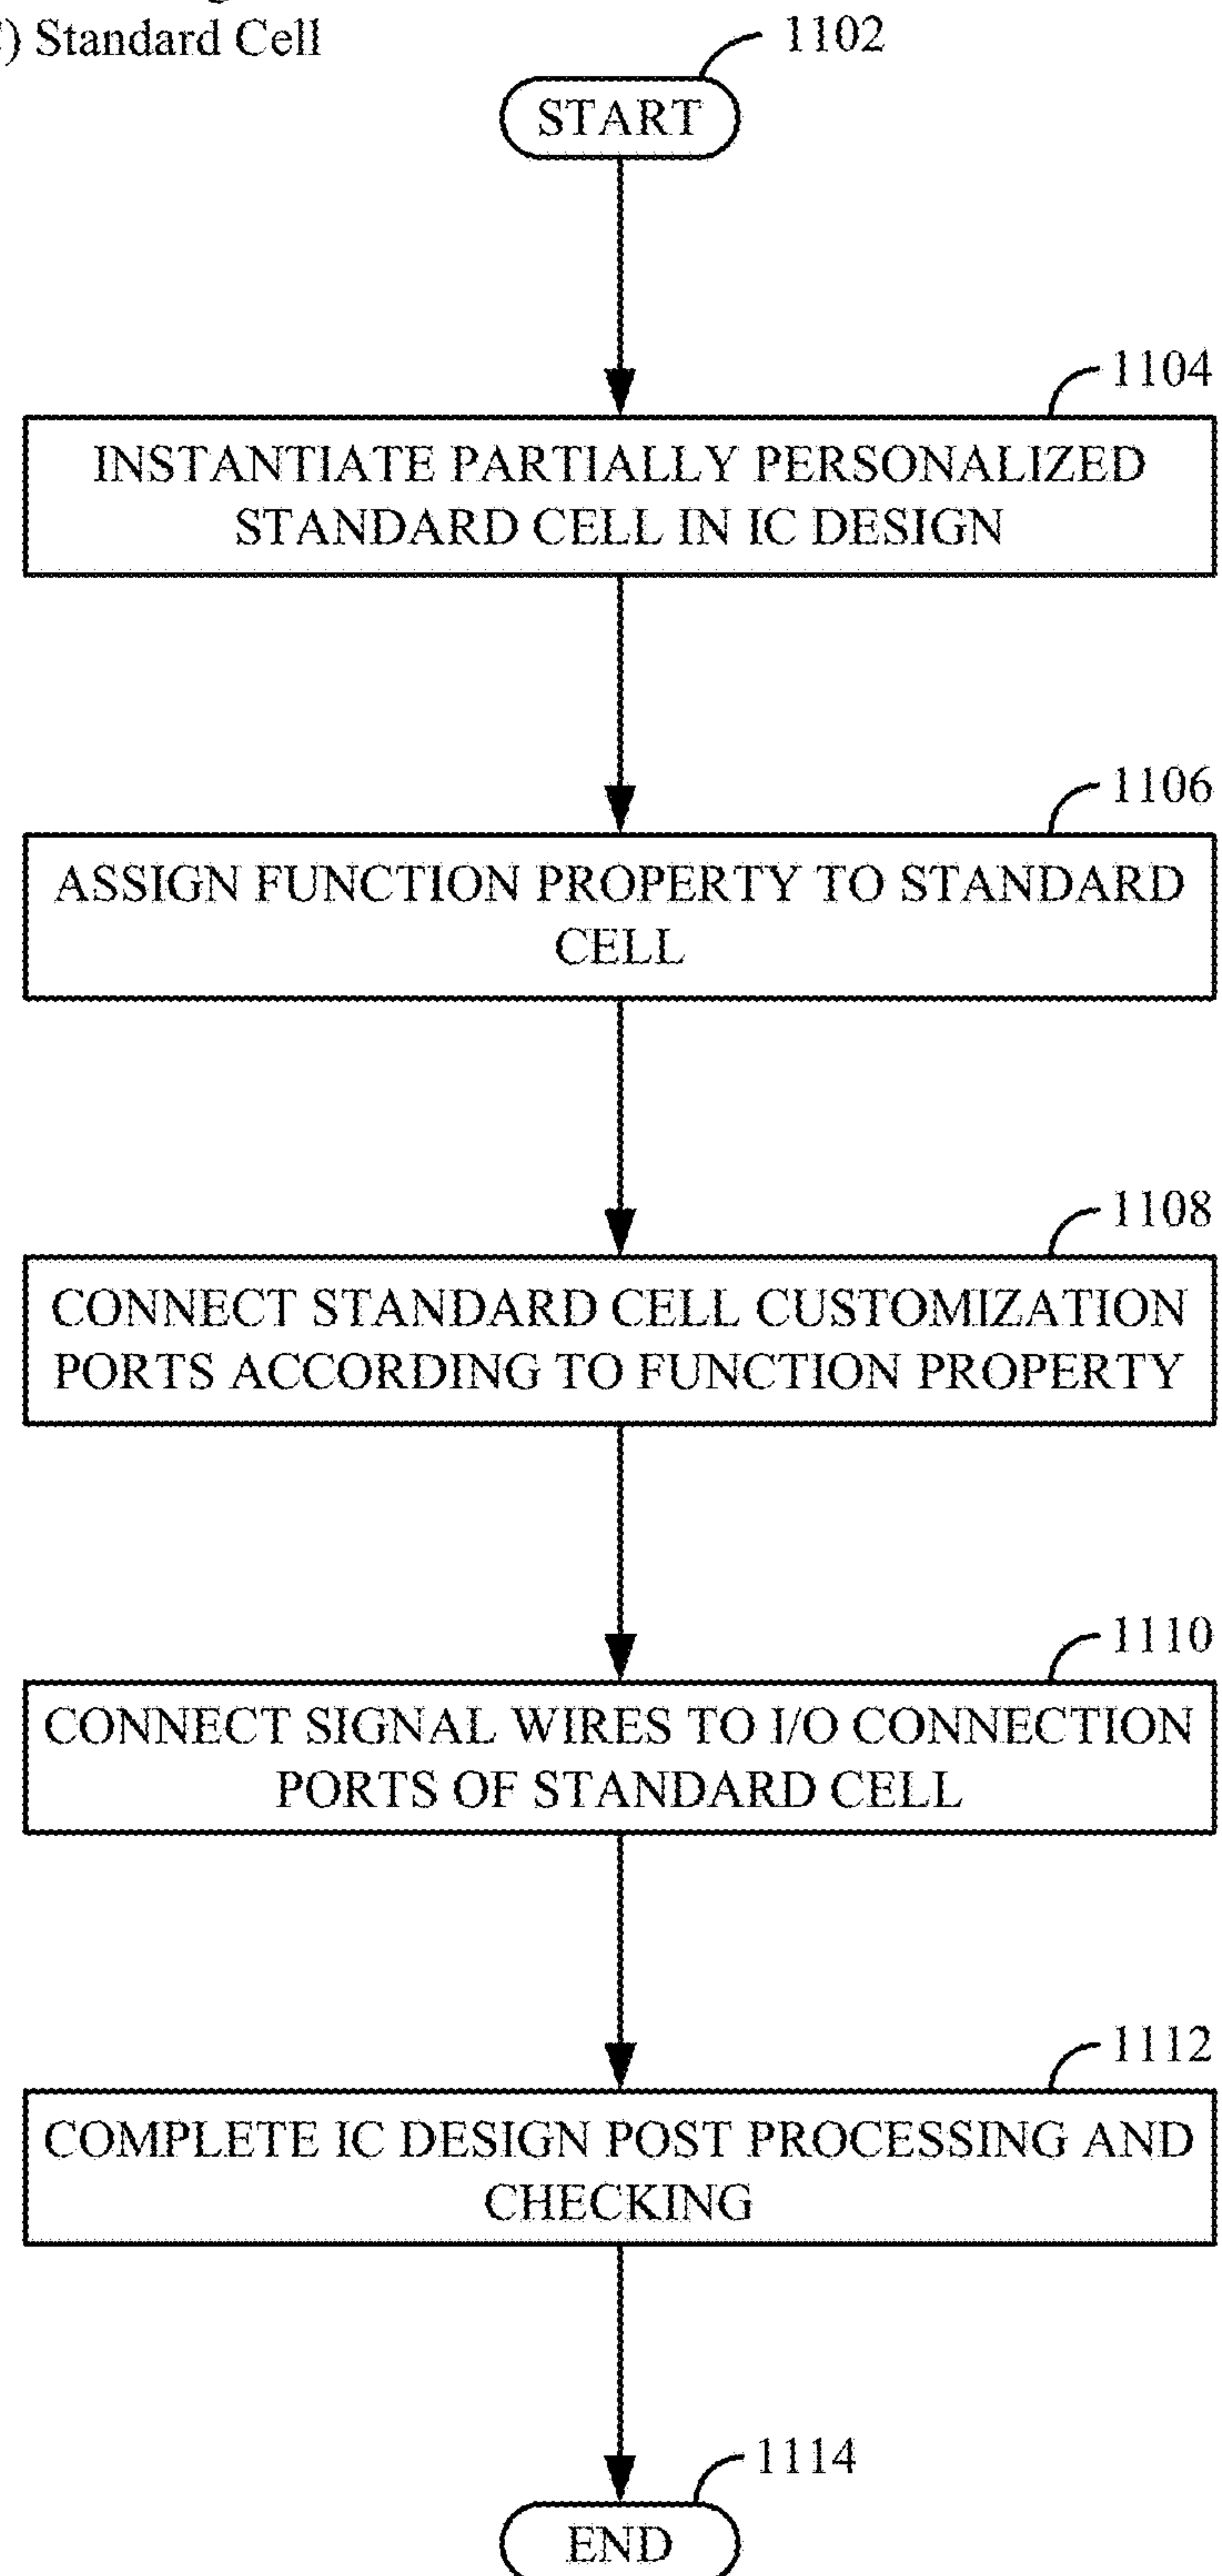 ) Standard Cell
1102
START
1104
INSTANTIATE PARTIALLY PERSONALIZED
STANDARD CELL IN IC DESIGN
1106
ASSIGN FUNCTION PROPERTY TO STANDARD
CELL
1108
CONNECT STANDARD CELL CUSTOMIZATION
PORTS ACCORDING TO FUNCTION PROPERTY
1110
CONNECT SIGNAL WIRES TO I/O CONNECTION
PORTS OF STANDARD CELL
1112
COMPLETE IC DESIGN POST PROCESSING AND
CHECKING
1114
END